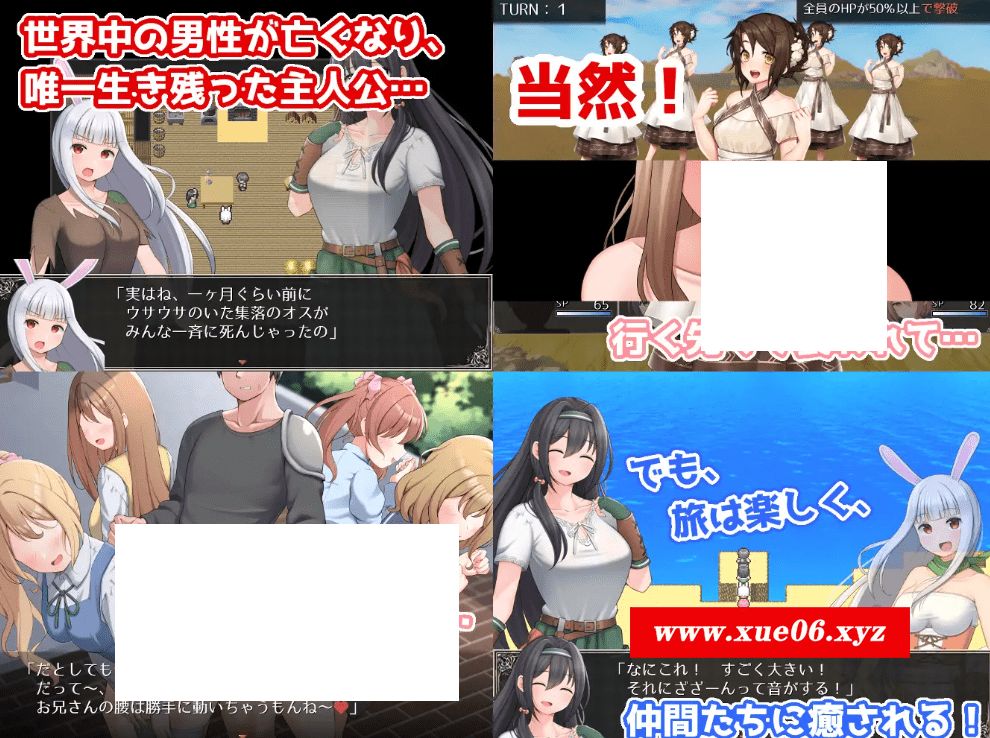 世界中の男性が亡くなり、
唯一生き残った主人公…
「実はね、一ヶ月ぐらい前に
ウサウサのいた集落のオスが
みんな一斉に死んじゃったの」
TURN : 1
全員のHPが50%以上で撃破
当然！
SP 65
SP 82
行く先
れて…
「だとしても
だって～、
お兄さんの腰は勝手に動いちゃうもんね～♥」
でも、
旅は楽しく、
www.xue06.xyz
「なにこれ！　すごく大きい！
それにざざーんって音がする！」
仲間たちに癒される！